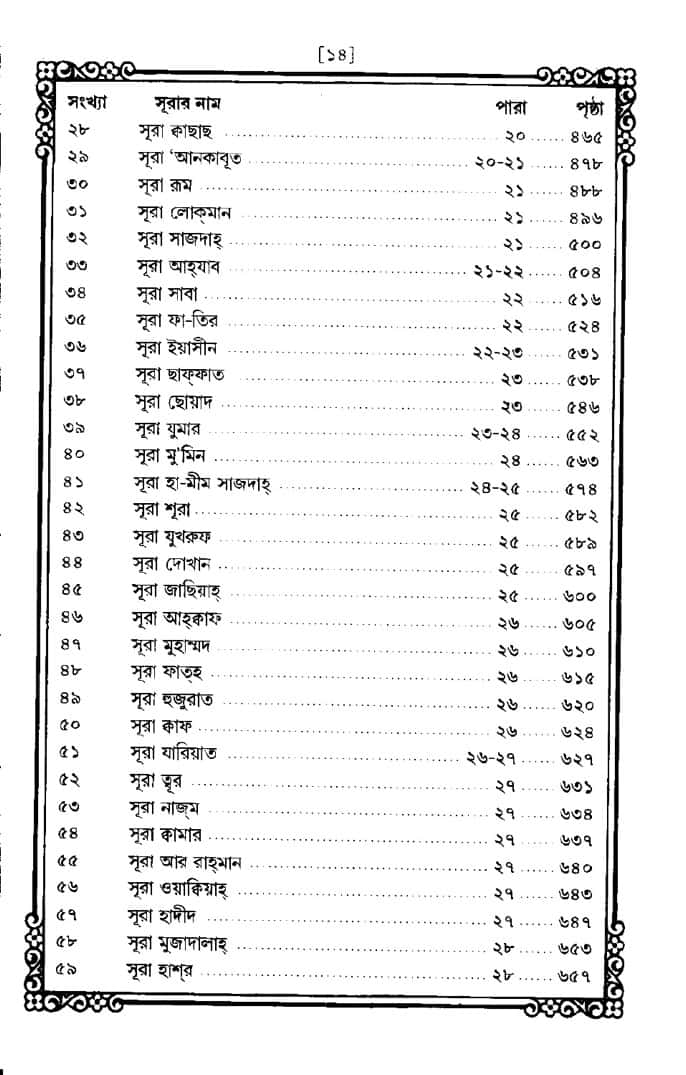 [১৪]
সংখ্যা সূরার নাম পারা পৃষ্ঠা
২৮ সূরা ক্বাছাছ ২০ ৪৬৫
২৯ সূরা ‘আনকাবূত ২০-২১ ৪৭৮
৩০ সূরা রূম ২১ ৪৮৮
৩১ সূরা লোক্‌মান ২১ ৪৯৬
৩২ সূরা সাজদাহ্ ২১ ৫০০
৩৩ সূরা আহ্‌যাব ২১-২২ ৫০৪
৩৪ সূরা সাবা ২২ ৫১৬
৩৫ সূরা ফা-তির ২২ ৫২৪
৩৬ সূরা ইয়াসীন ২২-২৩ ৫৩১
৩৭ সূরা ছাফ্‌ফাত ২৩ ৫৩৮
৩৮ সূরা ছোয়াদ ২৩ ৫৪৬
৩৯ সূরা যুমার ২৩-২৪ ৫৫২
৪০ সূরা মু'মিন ২৪ ৫৬৩
৪১ সূরা হা-মীম সাজদাহ্ ২৪-২৫ ৫৭৪
৪২ সূরা শূরা ২৫ ৫৮২
৪৩ সূরা যুখরুফ ২৫ ৫৮৯
৪৪ সূরা দোখান ২৫ ৫৯৭
৪৫ সূরা জাছিয়াহ্ ২৫ ৬০০
৪৬ সূরা আহ্‌ক্বাফ ২৬ ৬০৫
৪৭ সূরা মুহাম্মদ ২৬ ৬১০
৪৮ সূরা ফাত্‌হ ২৬ ৬১৫
৪৯ সূরা হুজুরাত ২৬ ৬২০
৫০ সূরা ক্বাফ ২৬ ৬২৪
৫১ সূরা যারিয়াত ২৬-২৭ ৬২৭
৫২ সূরা ত্বূর ২৭ ৬৩১
৫৩ সূরা নাজ্‌ম ২৭ ৬৩৪
৫৪ সূরা ক্বামার ২৭ ৬৩৭
৫৫ সূরা আর রাহ্‌মান ২৭ ৬৪০
৫৬ সূরা ওয়াক্বিয়াহ্ ২৭ ৬৪৩
৫৭ সূরা হাদীদ ২৭ ৬৪৭
৫৮ সূরা মুজাদালাহ্ ২৮ ৬৫৩
৫৯ সূরা হাশ্‌র ২৮ ৬৫৭